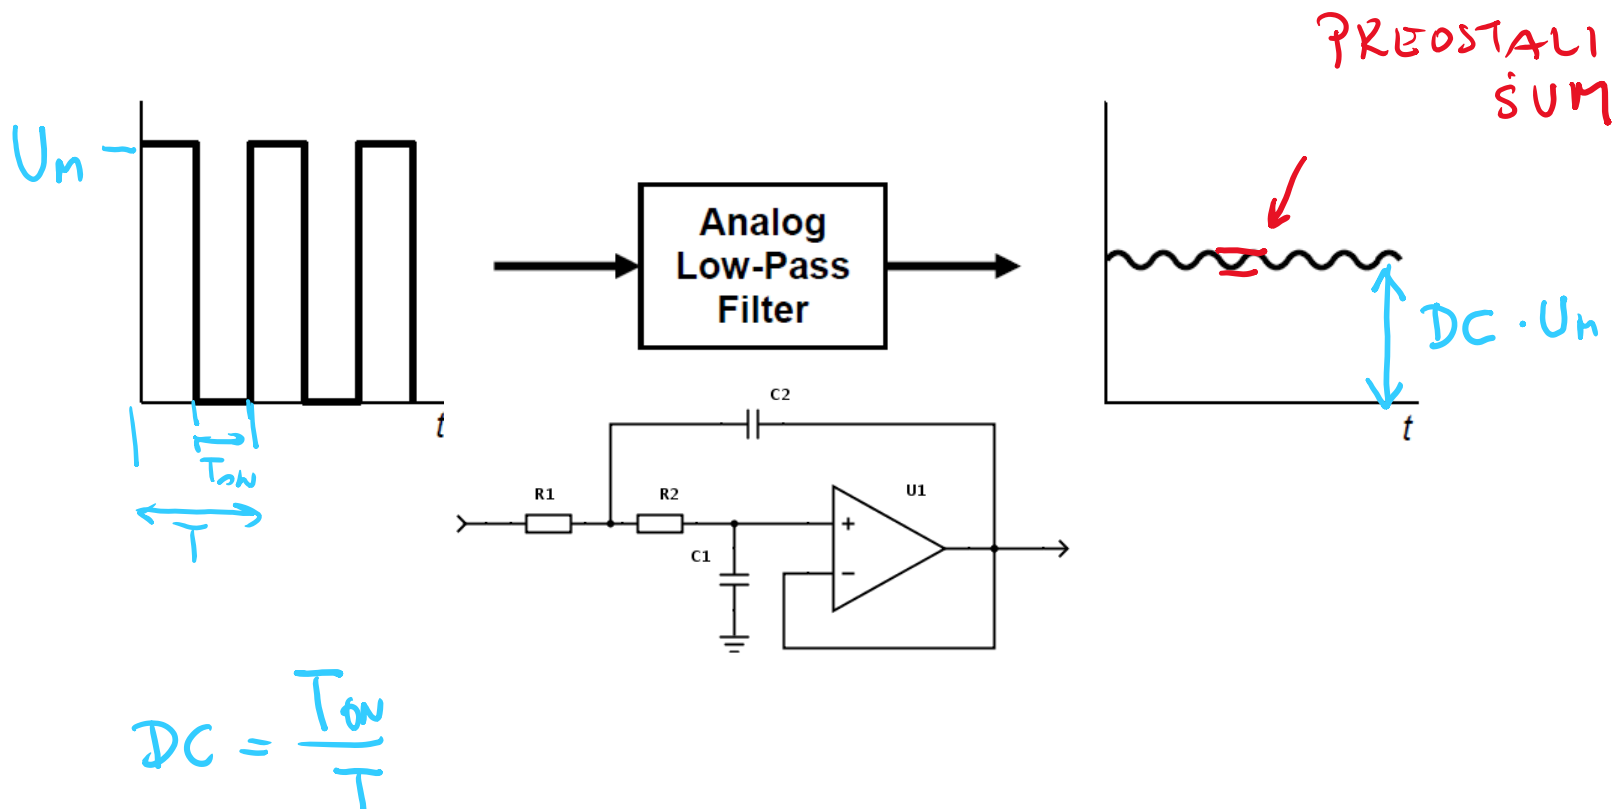 PREOSTALI
ŠUM
Um
Analog
Low-Pass
Filter
DC · Um
t
t
TON
T
C2
R1
R2
U1
C1
+
−
DC = TON
T